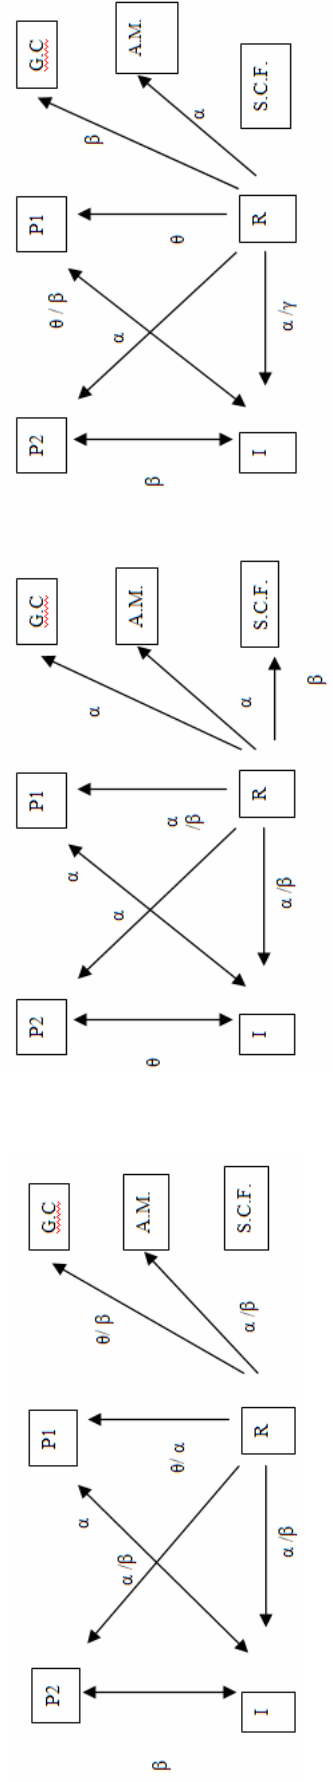 P2
P1
G.C
α
θ/ β
α /β
A.M.
β
θ/ α
S.C.F.
α /β
I
R
α /β
P2
P1
G.C
α
α
α
A.M.
θ
α
/β
α
S.C.F.
I
R
α /β
β
P2
P1
G.C
θ / β
β
α
A.M.
β
θ
α
S.C.F.
I
R
α /γ